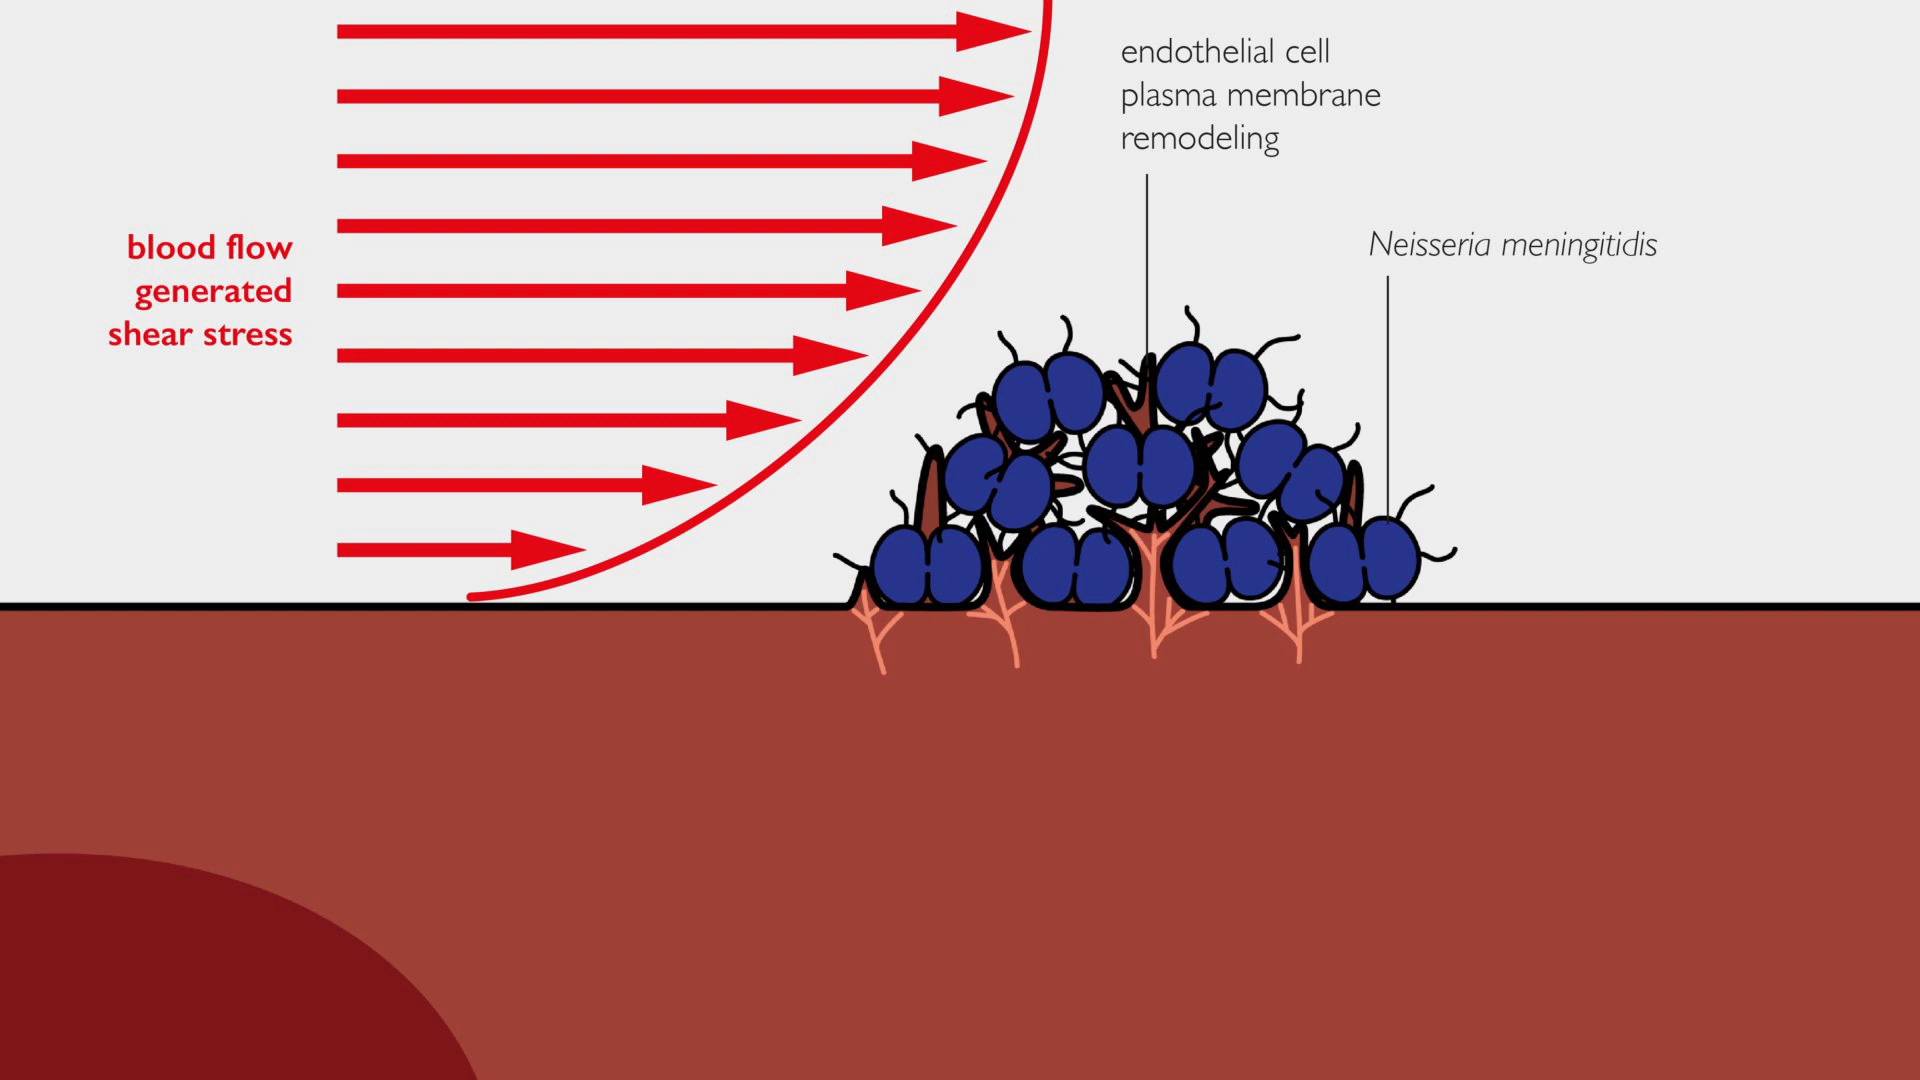 endothelial cell
plasma membrane
remodeling
Neisseria meningitidis
blood flow
generated
shear stress